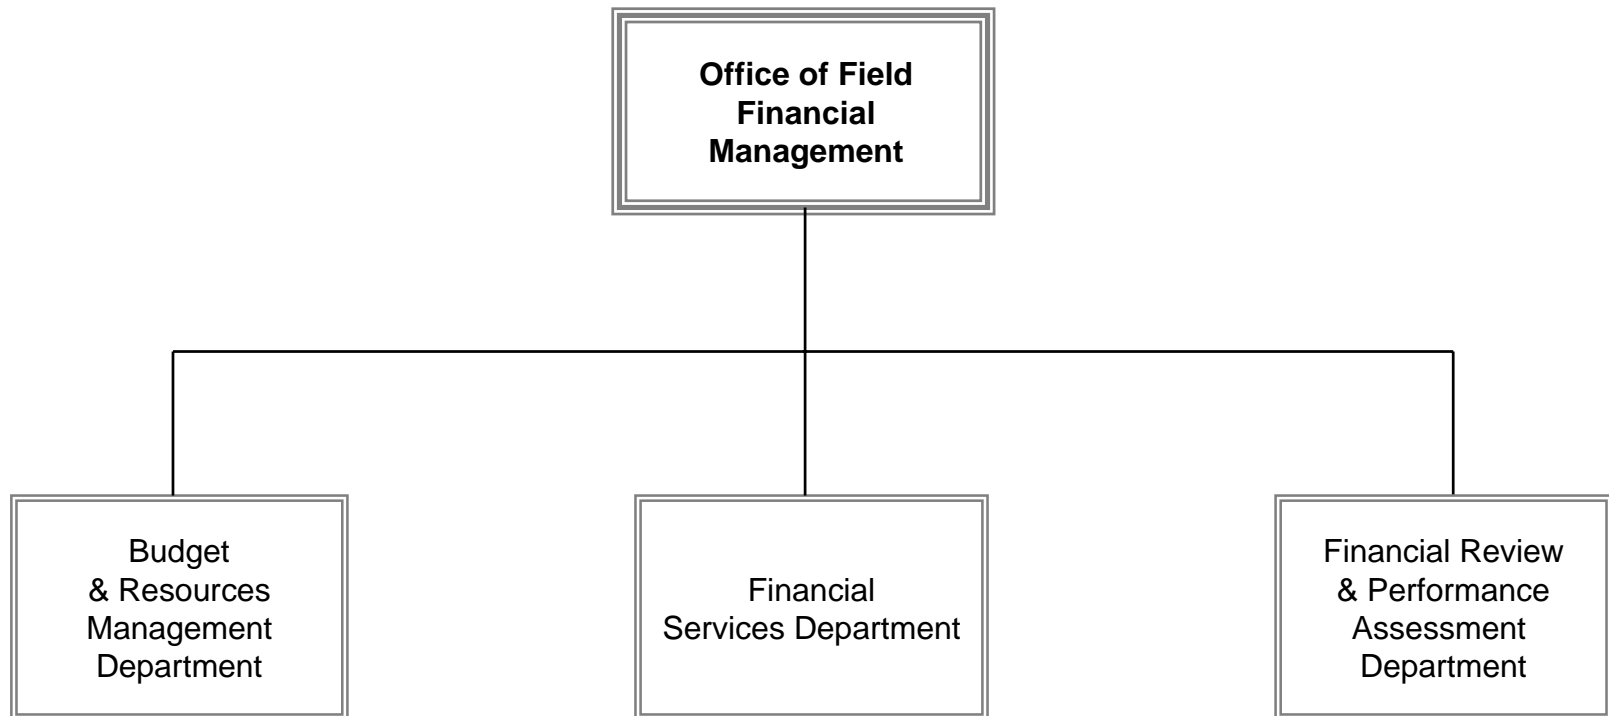 Office of Field
Financial
Management
Budget
& Resources
Management
Department
Financial
Services Department
Financial Review
& Performance
Assessment
Department